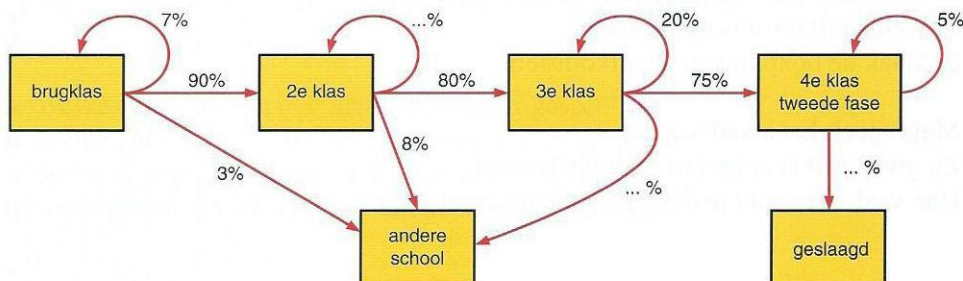 7%
...%
20%
5%
brugklas
90%
2e klas
80%
3e klas
75%
4e klas
tweede fase
3%
8%
... %
... %
andere
school
geslaagd